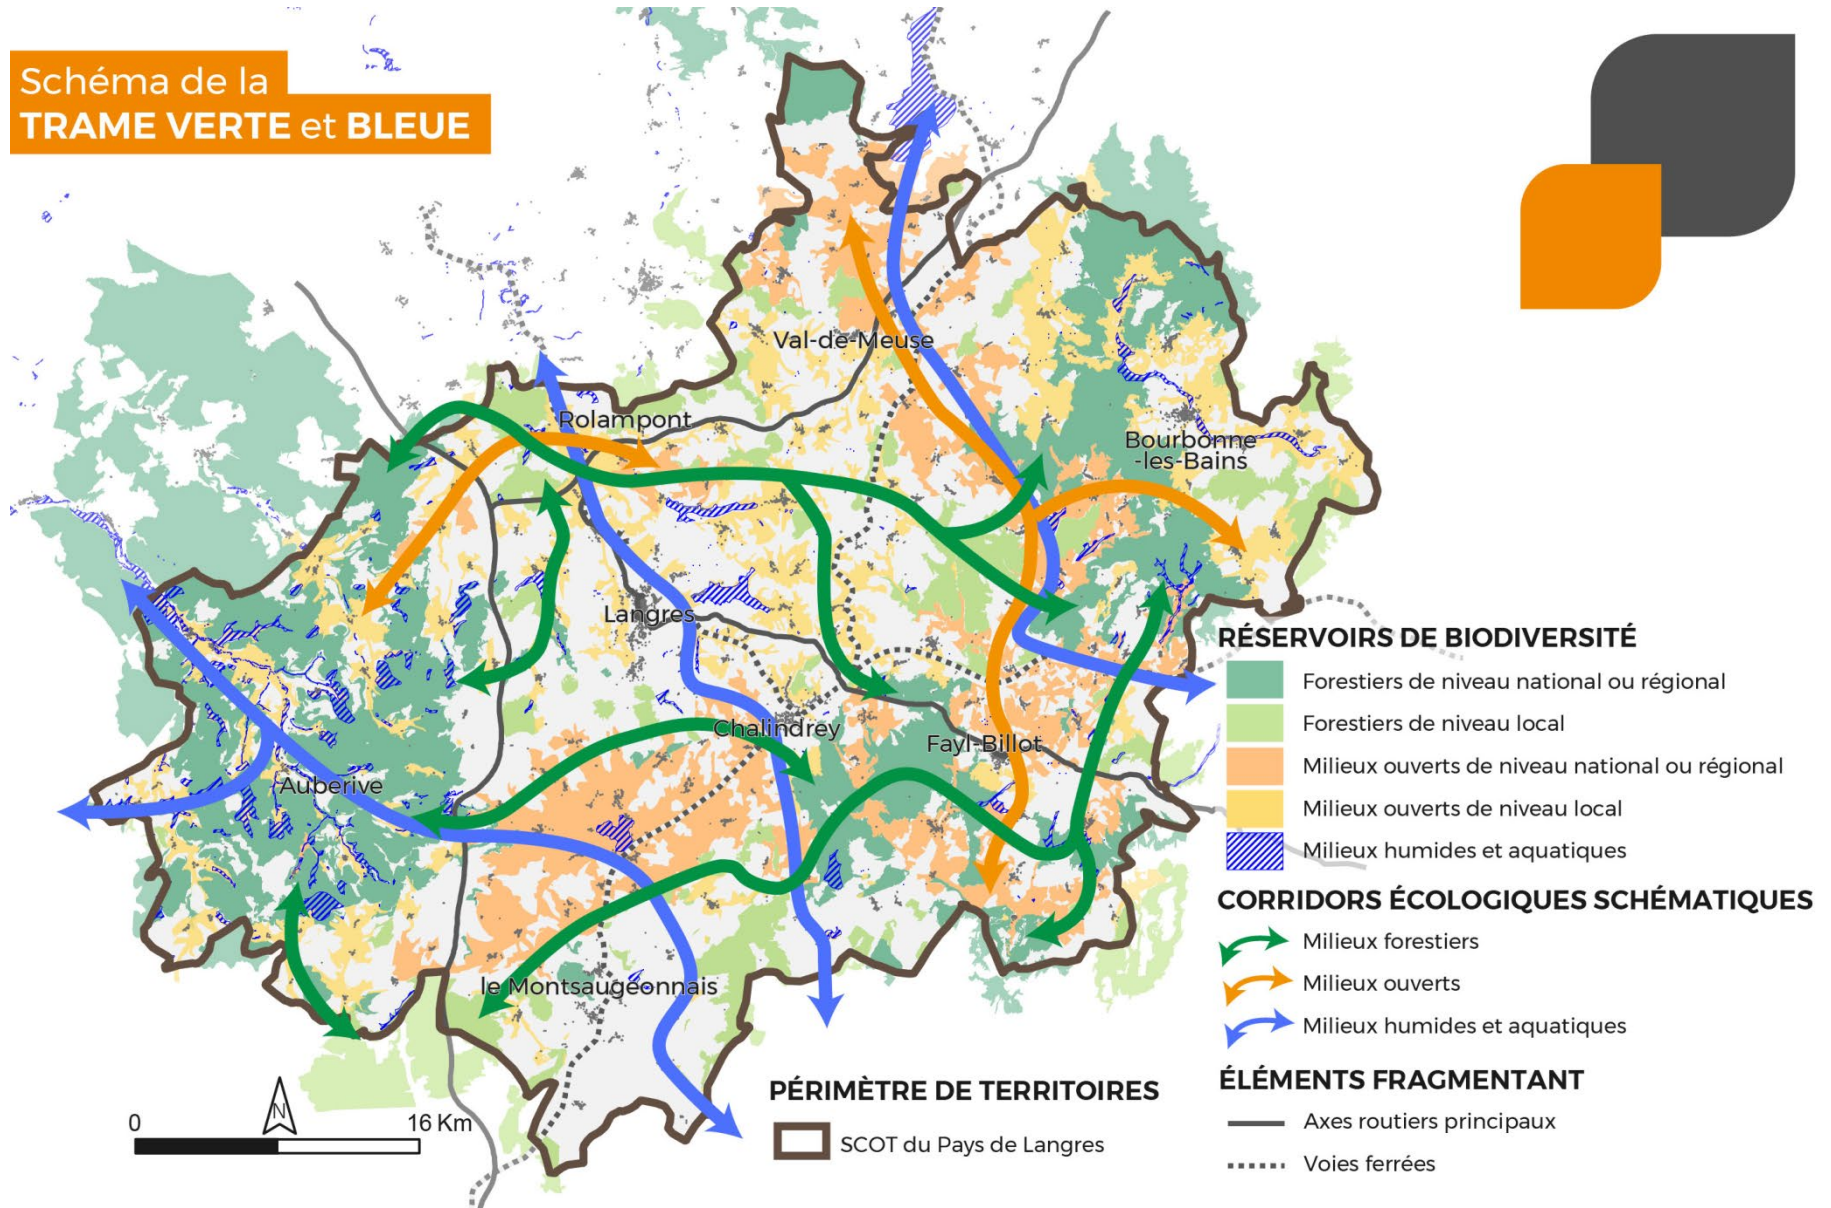 Schéma de la
TRAME VERTE et BLEUE
Val-de-Meuse
Rolampont
Bourbonne
-les-Bains
Langres
Chalindrey
Fayl-Billot
Auberive
le Montsaugeonnais
N
0
16 Km
PÉRIMÈTRE DE TERRITOIRES
SCOT du Pays de Langres
RÉSERVOIRS DE BIODIVERSITÉ
Forestiers de niveau national ou régional
Forestiers de niveau local
Milieux ouverts de niveau national ou régional
Milieux ouverts de niveau local
Milieux humides et aquatiques
CORRIDORS ÉCOLOGIQUES SCHÉMATIQUES
Milieux forestiers
Milieux ouverts
Milieux humides et aquatiques
ÉLÉMENTS FRAGMENTANT
Axes routiers principaux
Voies ferrées